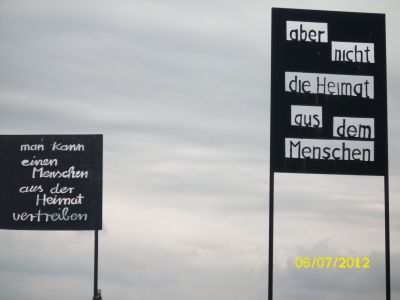 man kann
einen
Menschen
aus der
Heimat
vertreiben
aber
nicht
die Heimat
aus
dem
Menschen
06/07/2012